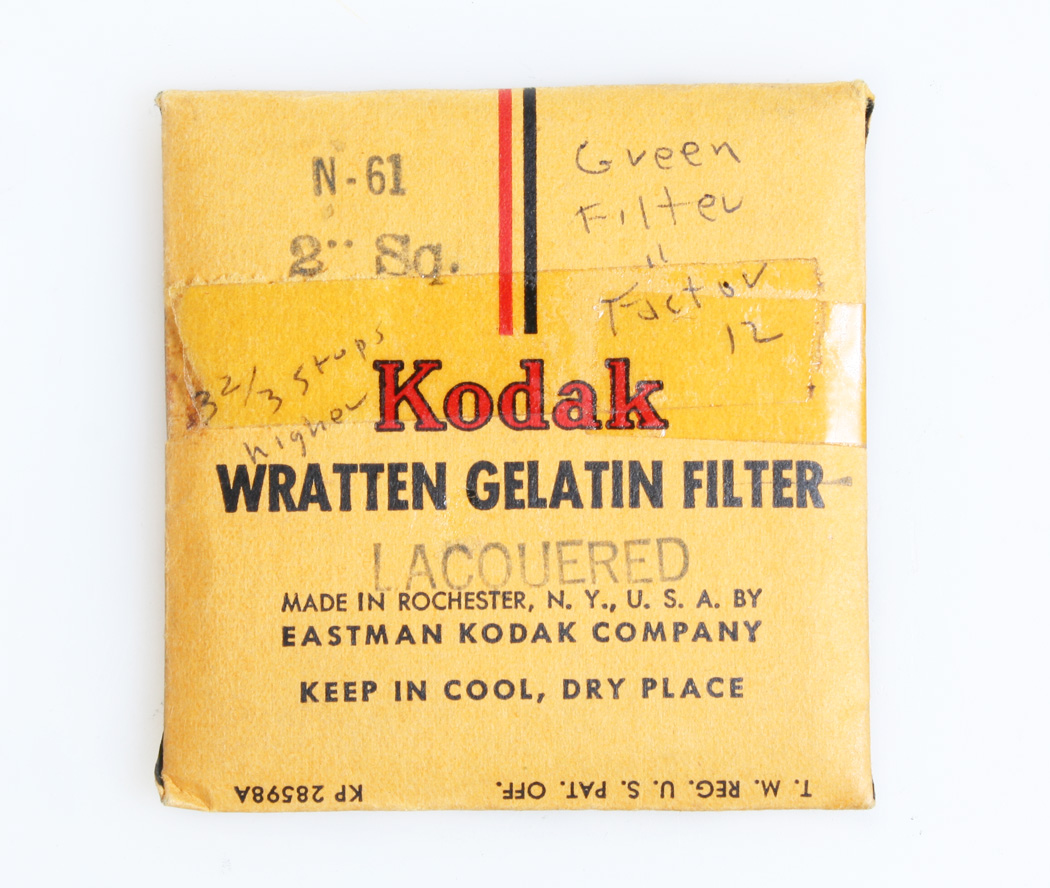 N-61
2" Sq.
Green
Filter
"
Factor
12
3 2/3 stops
higher
Kodak
WRATTEN GELATIN FILTER
LACQUERED
MADE IN ROCHESTER, N. Y., U. S. A. BY
EASTMAN KODAK COMPANY
KEEP IN COOL, DRY PLACE
T. M. REG. U. S. PAT. OFF.
KP 28598A